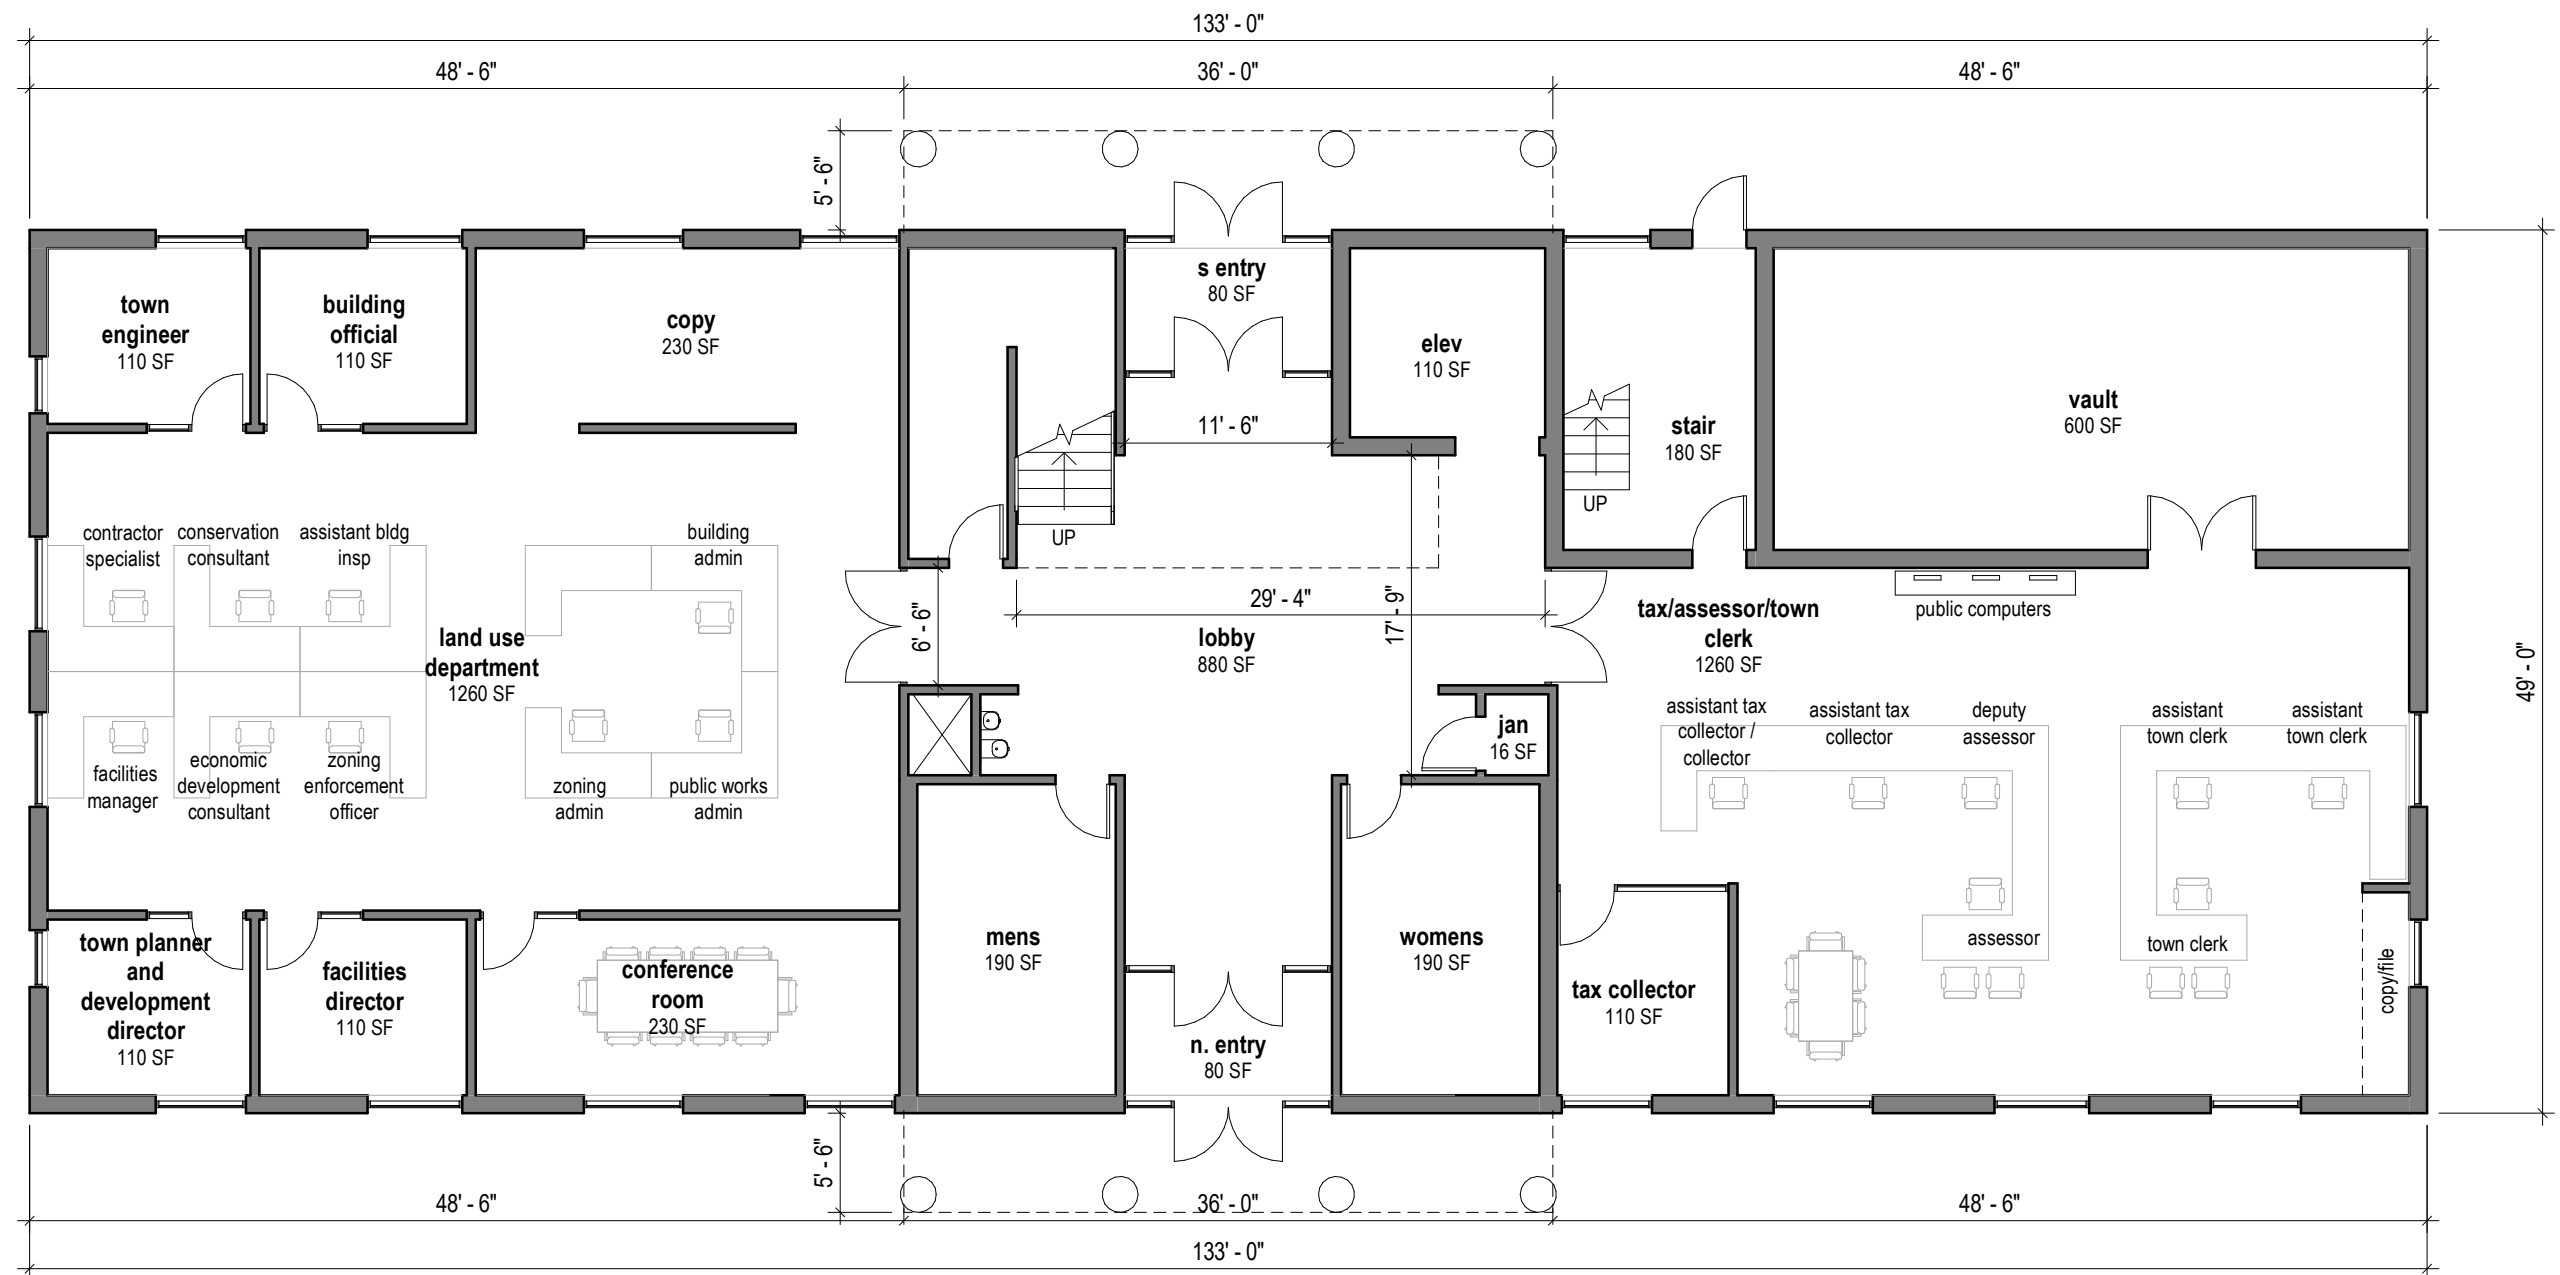 133' - 0"
48' - 6"
36' - 0"
48' - 6"
5' - 6"
town
engineer
110 SF
building
official
110 SF
copy
230 SF
s entry
80 SF
elev
110 SF
11' - 6"
stair
180 SF
vault
600 SF
UP
UP
contractor
specialist
conservation
consultant
assistant bldg
insp
building
admin
land use
department
1260 SF
6' - 6"
29' - 4"
17' - 9"
lobby
880 SF
tax/assessor/town
clerk
1260 SF
public computers
49' - 0"
facilities
manager
economic
development
consultant
zoning
enforcement
officer
zoning
admin
public works
admin
jan
16 SF
assistant tax
collector /
collector
assistant tax
collector
deputy
assessor
assistant
town clerk
assistant
town clerk
town planner
and
development
director
110 SF
facilities
director
110 SF
conference
room
230 SF
mens
190 SF
womens
190 SF
n. entry
80 SF
tax collector
110 SF
assessor
town clerk
copy/file
5' - 6"
48' - 6"
36' - 0"
48' - 6"
133' - 0"